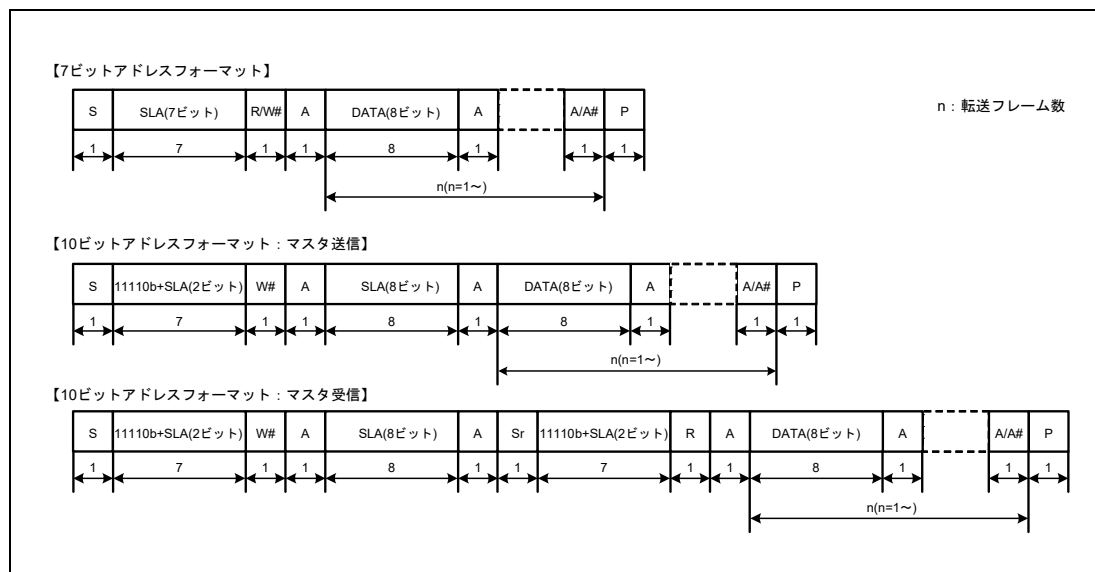 【7ビットアドレスフォーマット】
S SLA(7ビット) R/W# A DATA(8ビット) A A/A# P
n：転送フレーム数
1 7 1 1 8 1 1 1
n(n=1～)
【10ビットアドレスフォーマット：マスタ送信】
S 11110b+SLA(2ビット) W# A SLA(8ビット) A DATA(8ビット) A A/A# P
1 7 1 1 8 1 8 1 1 1
n(n=1～)
【10ビットアドレスフォーマット：マスタ受信】
S 11110b+SLA(2ビット) W# A SLA(8ビット) A Sr 11110b+SLA(2ビット) R A DATA(8ビット) A A/A# P
1 7 1 1 8 1 1 7 1 1 8 1 1 1
n(n=1～)